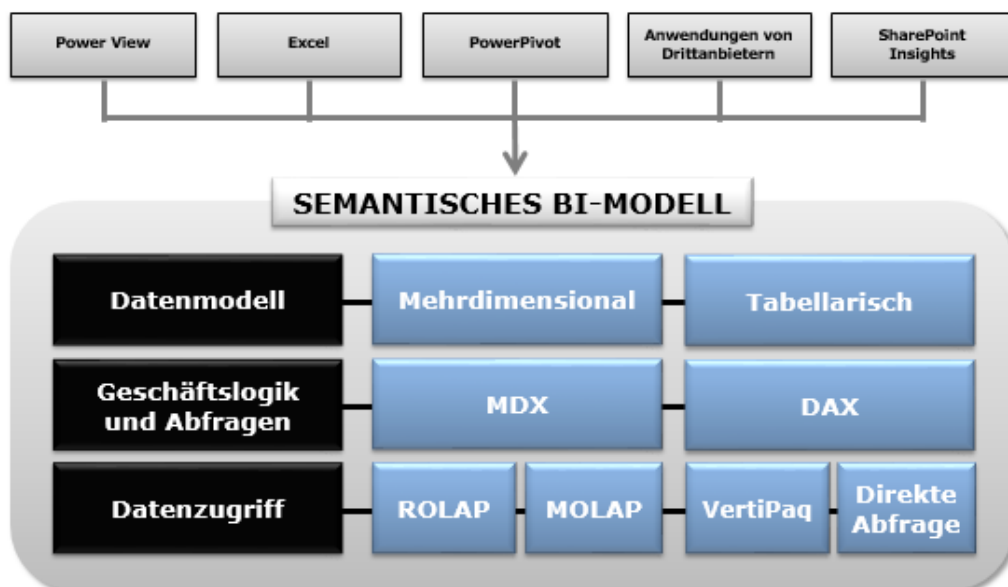 Power View
Excel
PowerPivot
Anwendungen von
Drittanbietern
SharePoint
Insights
SEMANTISCHES BI-MODELL
Datenmodell
Mehrdimensional
Tabellarisch
Geschäftslogik
und Abfragen
MDX
DAX
Datenzugriff
ROLAP
MOLAP
VertiPaq
Direkte
Abfrage